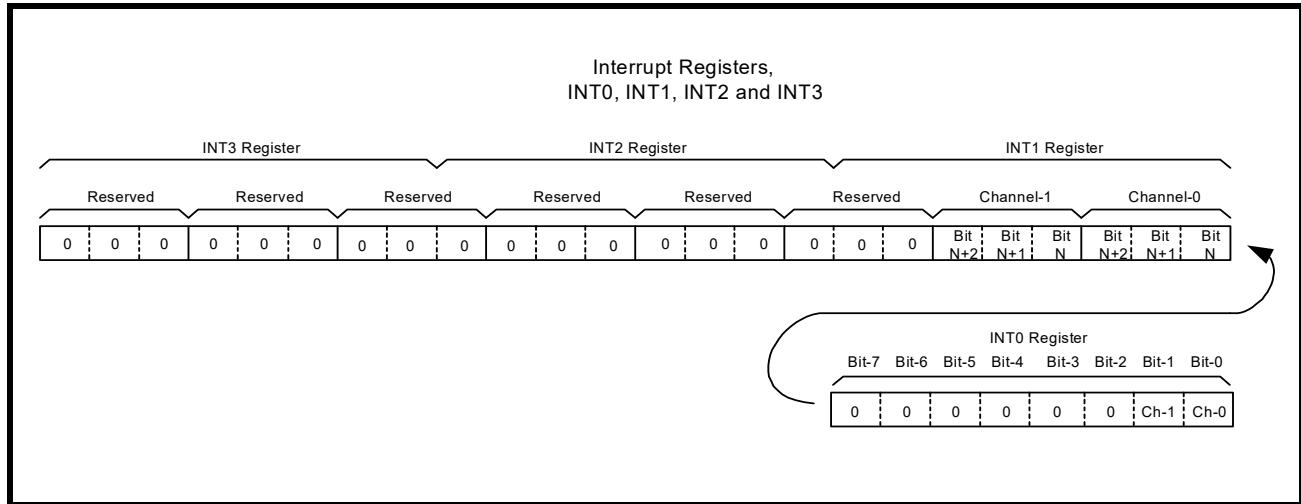 Interrupt Registers,
INT0, INT1, INT2 and INT3
INT3 Register INT2 Register INT1 Register
Reserved Reserved Reserved Reserved Reserved Reserved Channel-1 Channel-0
0 0 0 0 0 0 0 0 0 0 0 0 0 0 0 0 0 0 Bit Bit Bit Bit Bit Bit
N+2 N+1 N N+2 N+1 N
INT0 Register
Bit-7 Bit-6 Bit-5 Bit-4 Bit-3 Bit-2 Bit-1 Bit-0
0 0 0 0 0 0 Ch-1 Ch-0